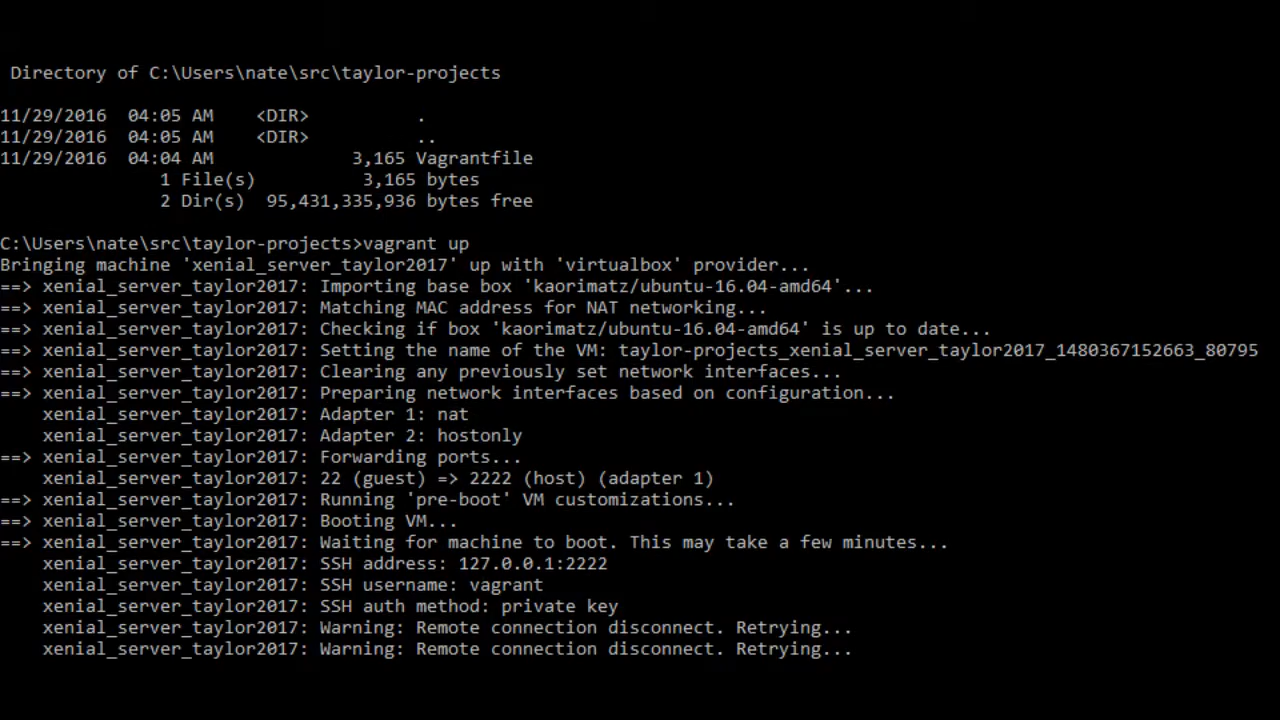 Directory of C:\Users\nate\src\taylor-projects
11/29/2016  04:05 AM    <DIR>          .
11/29/2016  04:05 AM    <DIR>          ..
11/29/2016  04:04 AM             3,165 Vagrantfile
               1 File(s)          3,165 bytes
               2 Dir(s)  95,431,335,936 bytes free
C:\Users\nate\src\taylor-projects>vagrant up
Bringing machine 'xenial_server_taylor2017' up with 'virtualbox' provider...
==> xenial_server_taylor2017: Importing base box 'kaorimatz/ubuntu-16.04-amd64'...
==> xenial_server_taylor2017: Matching MAC address for NAT networking...
==> xenial_server_taylor2017: Checking if box 'kaorimatz/ubuntu-16.04-amd64' is up to date...
==> xenial_server_taylor2017: Setting the name of the VM: taylor-projects_xenial_server_taylor2017_1480367152663_80795
==> xenial_server_taylor2017: Clearing any previously set network interfaces...
==> xenial_server_taylor2017: Preparing network interfaces based on configuration...
    xenial_server_taylor2017: Adapter 1: nat
    xenial_server_taylor2017: Adapter 2: hostonly
==> xenial_server_taylor2017: Forwarding ports...
    xenial_server_taylor2017: 22 (guest) => 2222 (host) (adapter 1)
==> xenial_server_taylor2017: Running 'pre-boot' VM customizations...
==> xenial_server_taylor2017: Booting VM...
==> xenial_server_taylor2017: Waiting for machine to boot. This may take a few minutes...
    xenial_server_taylor2017: SSH address: 127.0.0.1:2222
    xenial_server_taylor2017: SSH username: vagrant
    xenial_server_taylor2017: SSH auth method: private key
    xenial_server_taylor2017: Warning: Remote connection disconnect. Retrying...
    xenial_server_taylor2017: Warning: Remote connection disconnect. Retrying...